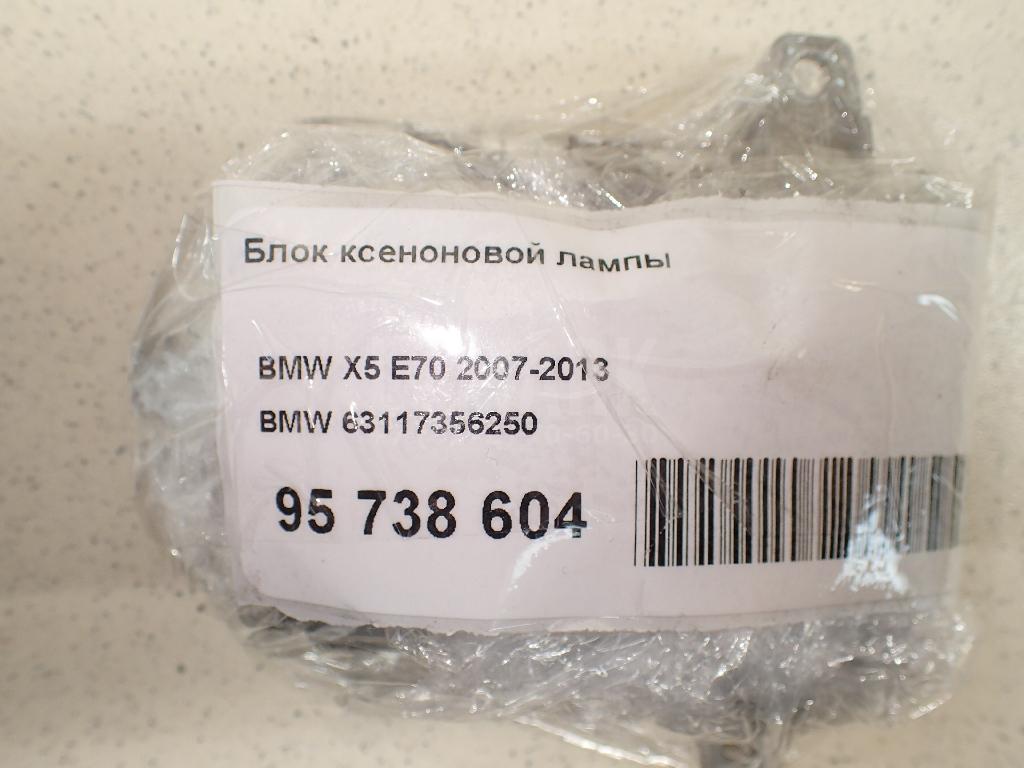 Блок ксеноновой лампы
BMW X5 E70 2007-2013
BMW 63117356250
95 738 604